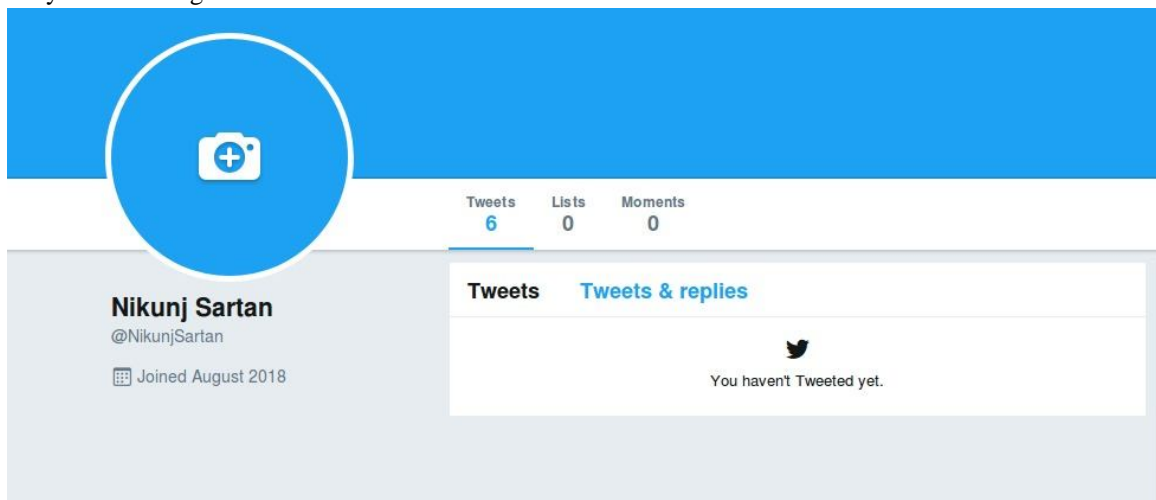 Tweets Lists Moments
6 0 0
Tweets Tweets & replies
Nikunj Sartan
@NikunjSartan
Joined August 2018
You haven't Tweeted yet.